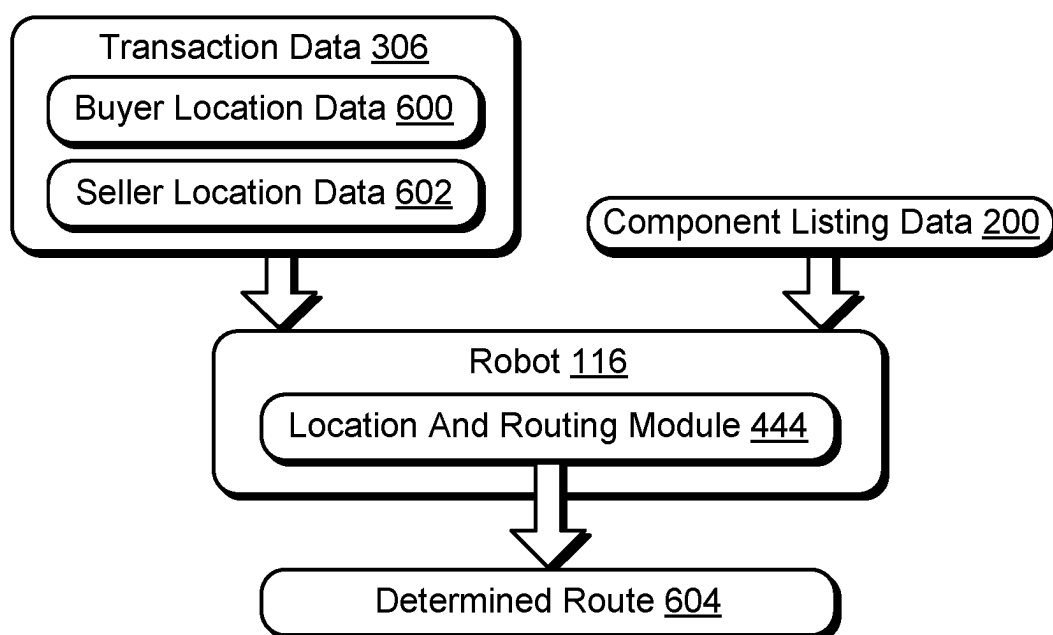 Transaction Data 306
Buyer Location Data 600
Seller Location Data 602
Component Listing Data 200
Robot 116
Location And Routing Module 444
Determined Route 604